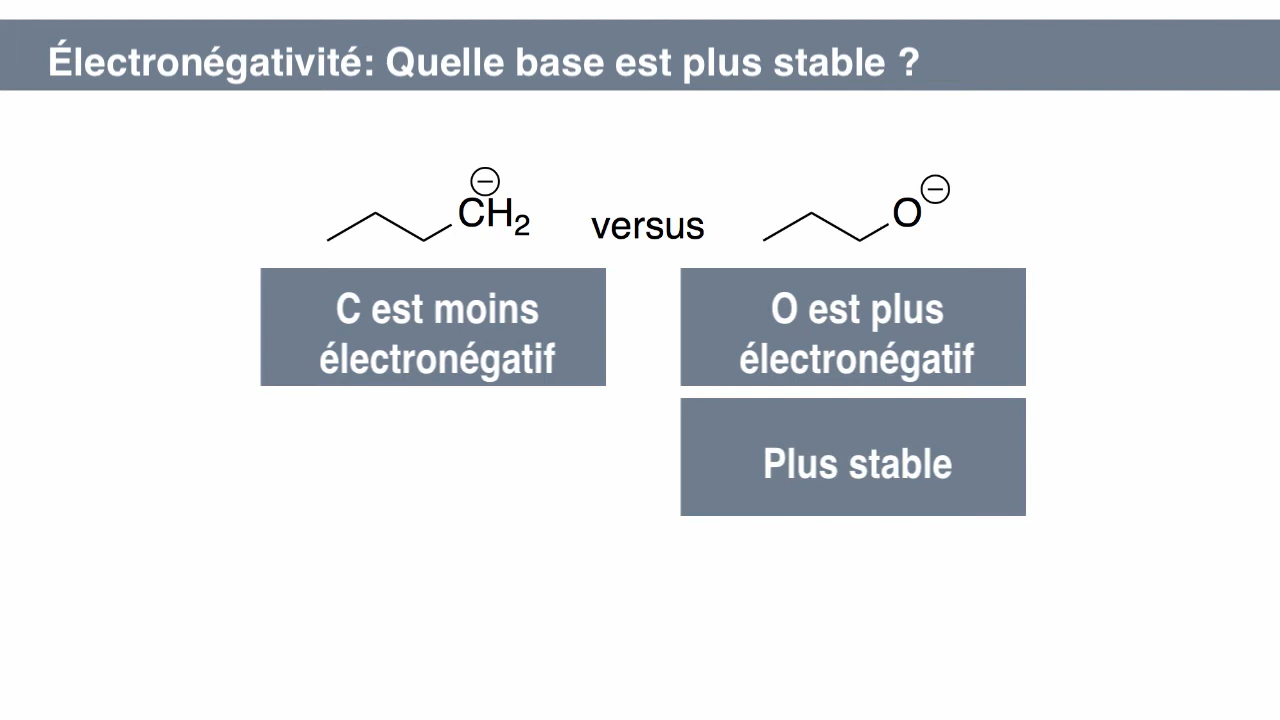 Électronégativité: Quelle base est plus stable ?
⊖
CH₂
versus
O⊖
C est moins
électronégatif
O est plus
électronégatif
Plus stable